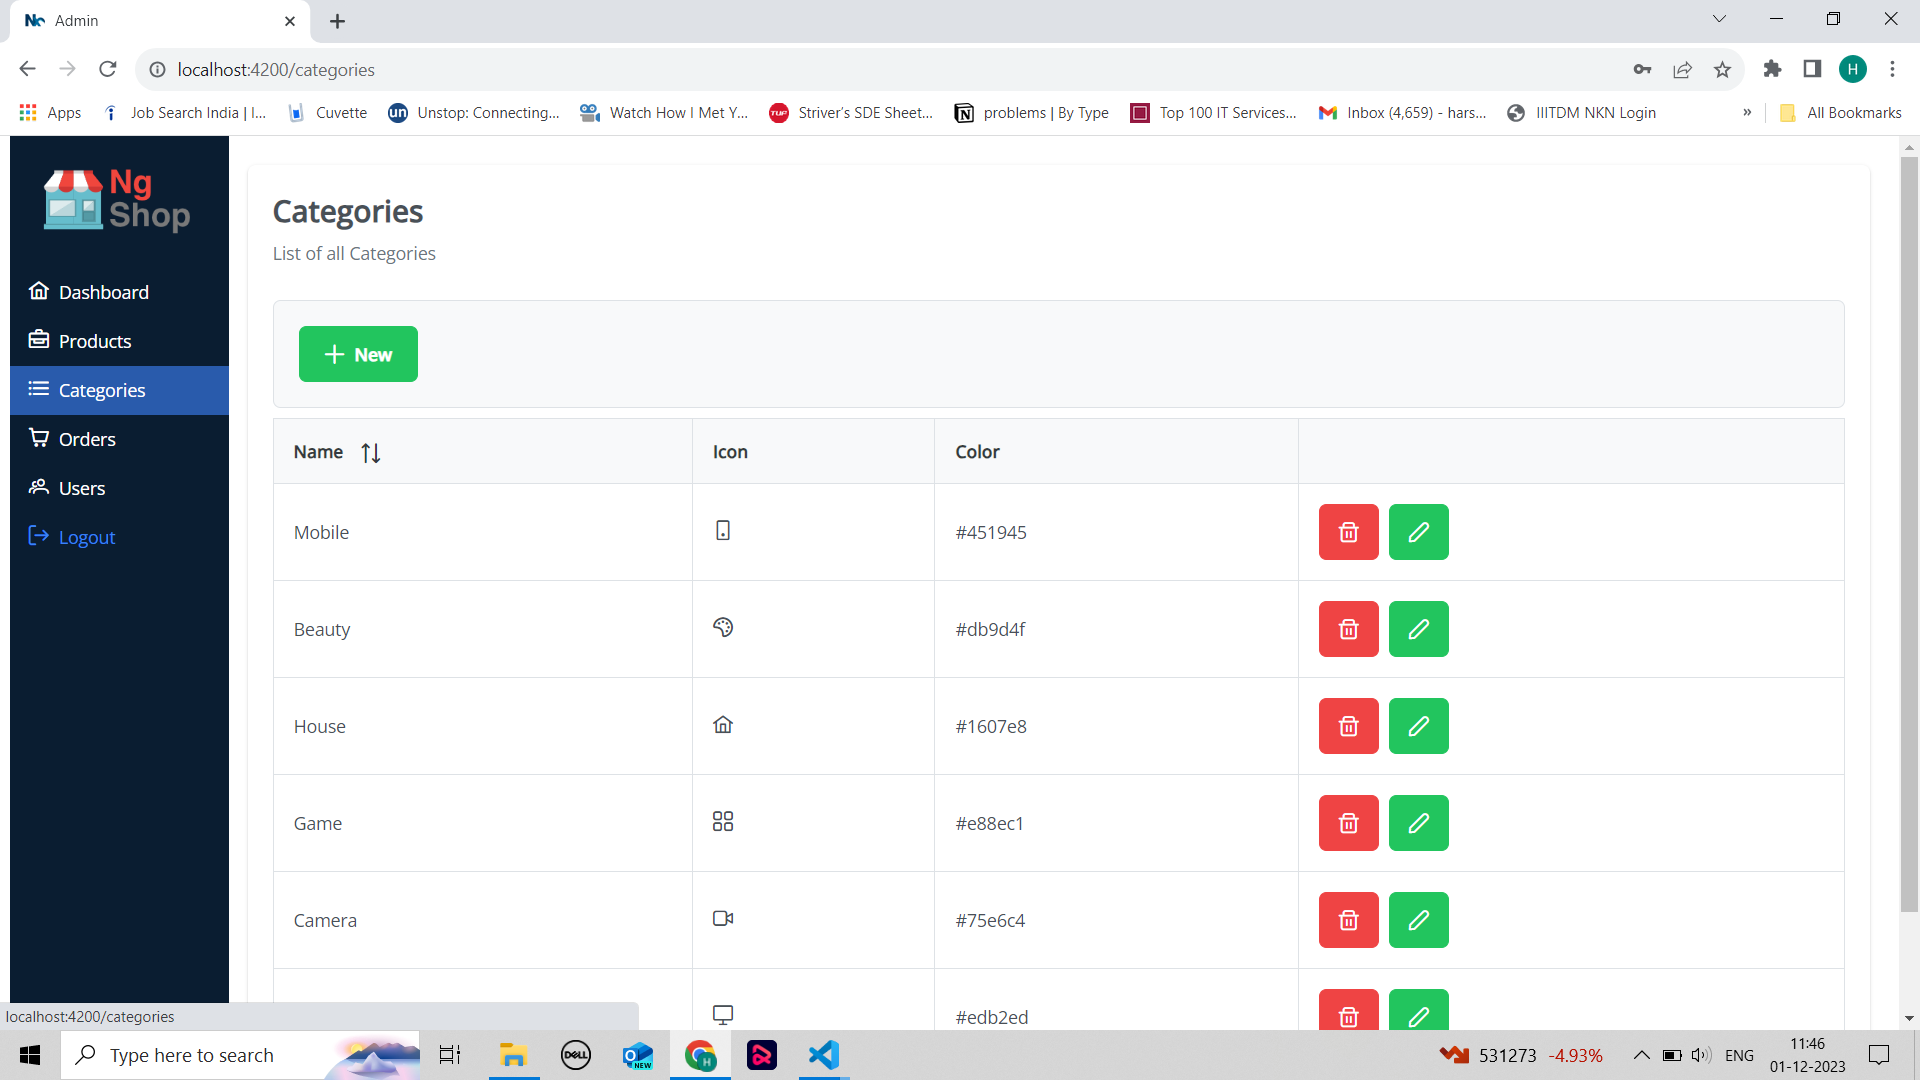 Admin
localhost:4200/categories
Apps
Job Search India | I...
Cuvette
Unstop: Connecting...
Watch How I Met Y...
TUF
Striver's SDE Sheet...
problems | By Type
Top 100 IT Services...
Inbox (4,659) - hars...
IIITDM NKN Login
»
All Bookmarks
H
un
Ng
Shop
Dashboard
Products
Categories
Orders
Users
Logout
Categories
List of all Categories
New
Name Icon Color
Mobile #451945
Beauty #db9d4f
House #1607e8
Game #e88ec1
Camera #75e6c4
#edb2ed
localhost:4200/categories
Type here to search
DELL
NEW
H
531273 -4.93%
ENG
11:46
01-12-2023